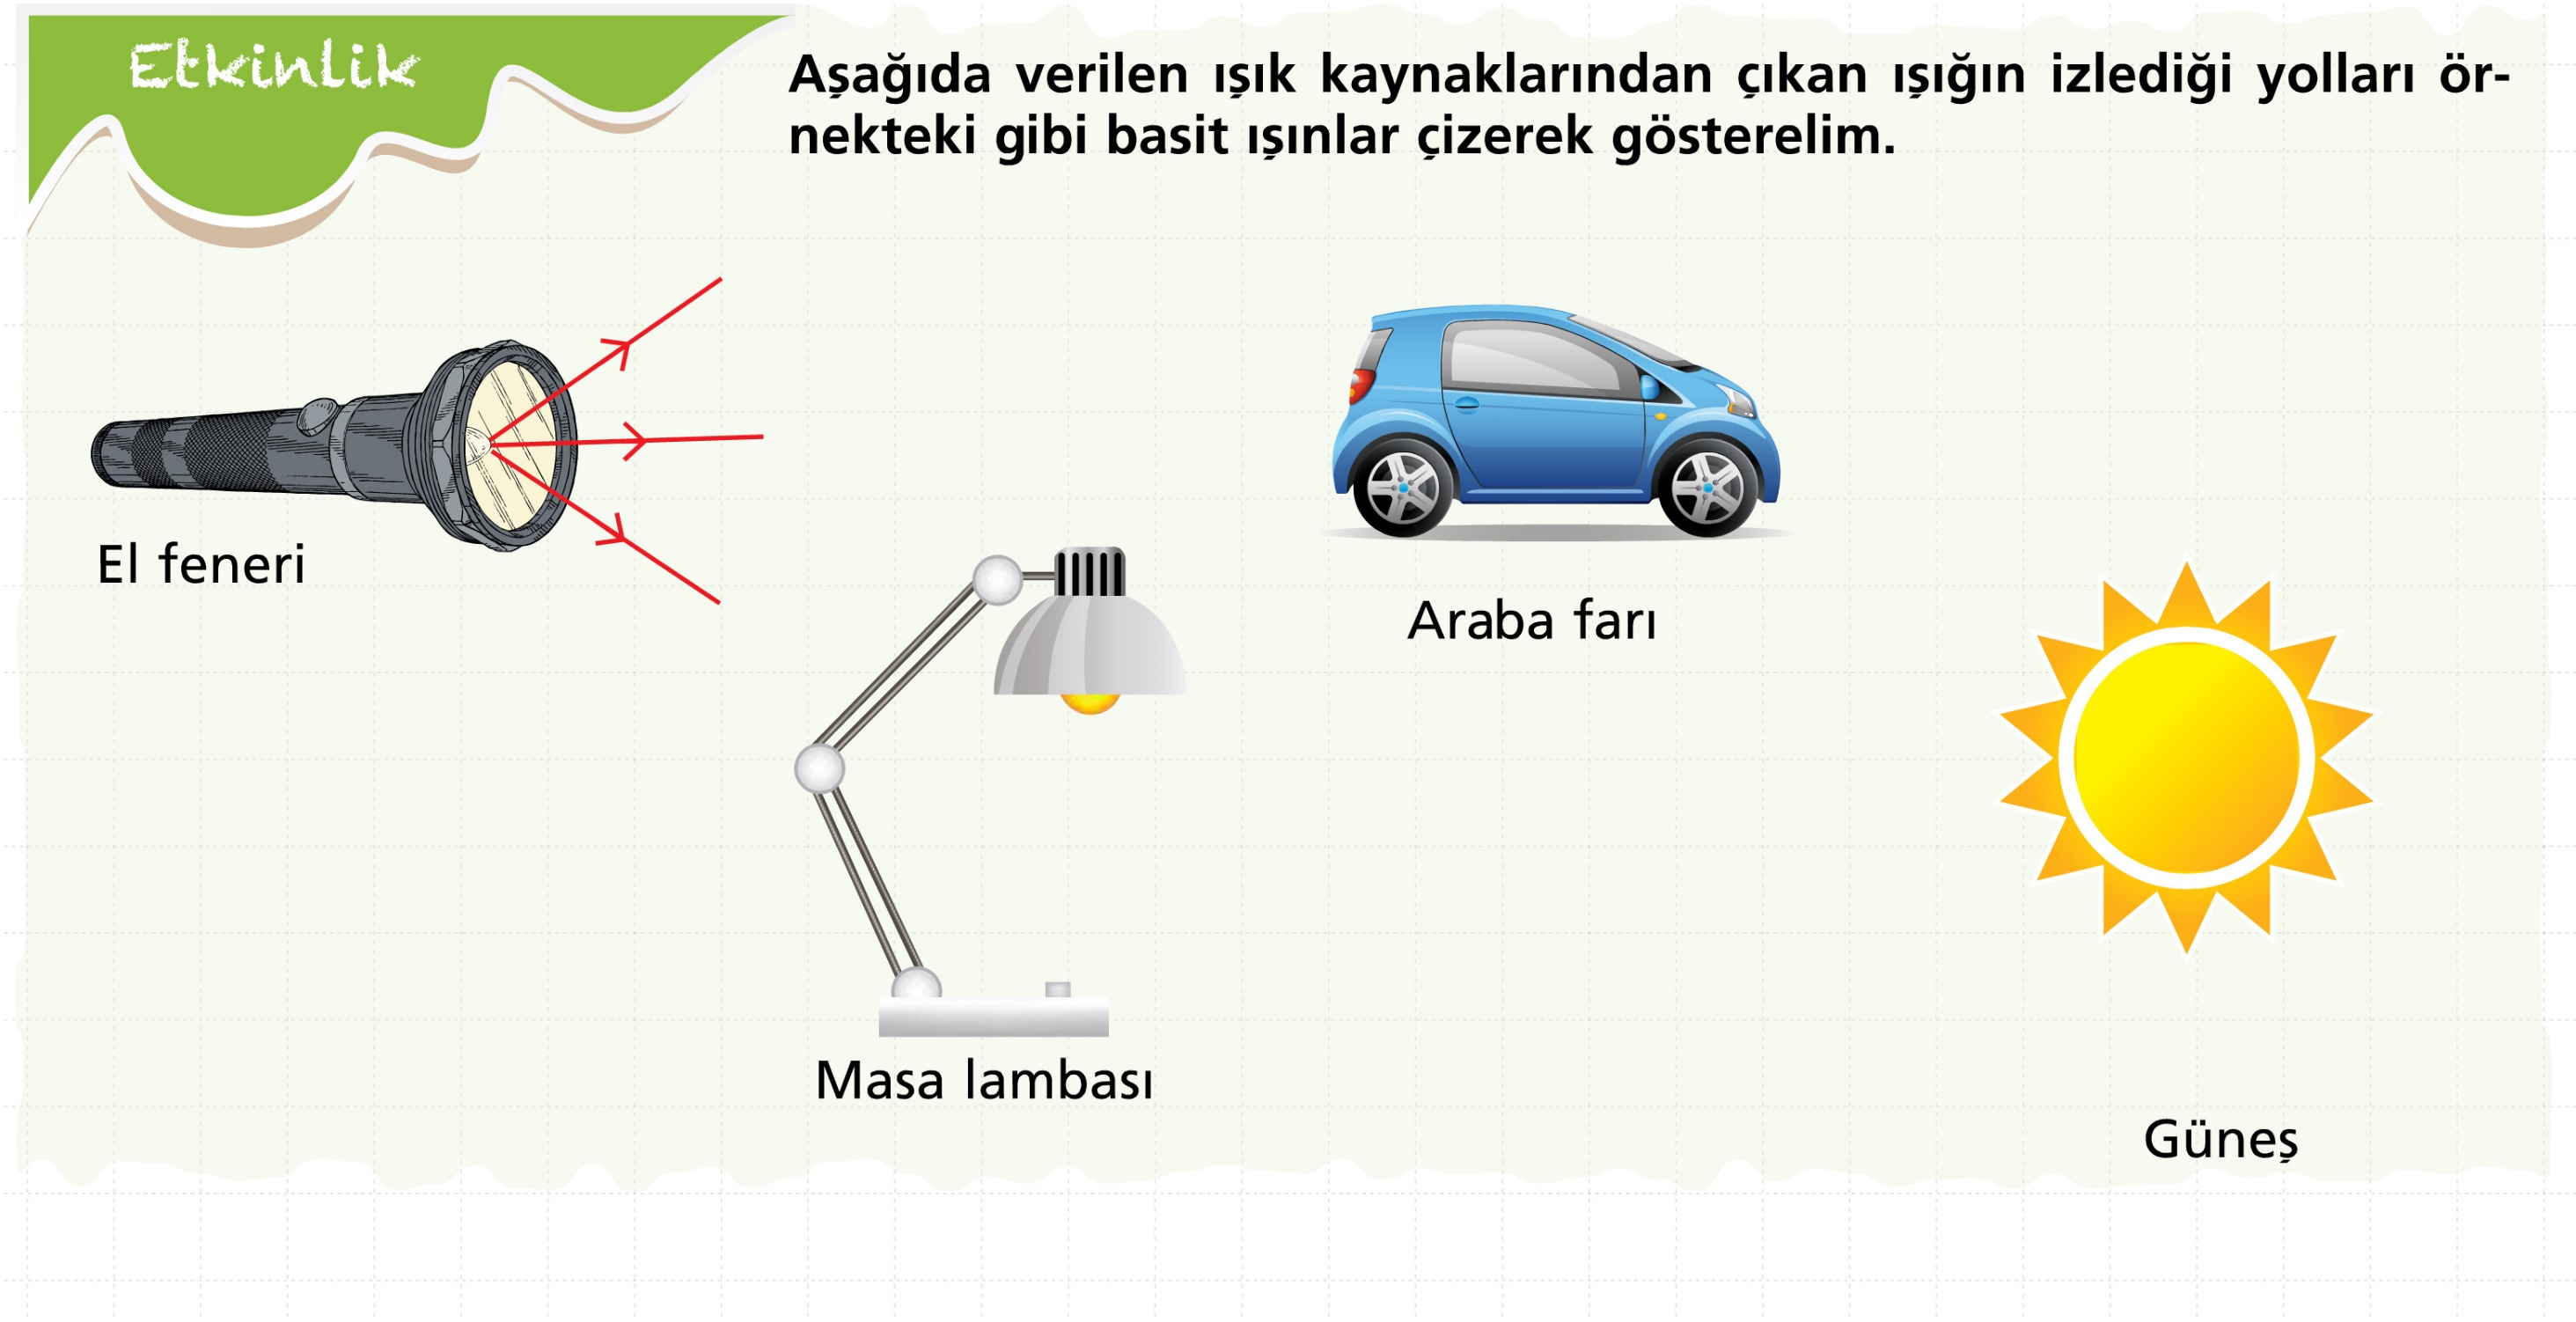 Etkinlik
Aşağıda verilen ışık kaynaklarından çıkan ışığın izlediği yolları ör-
nekteki gibi basit ışınlar çizerek gösterelim.
El feneri
Araba farı
Masa lambası
Güneş